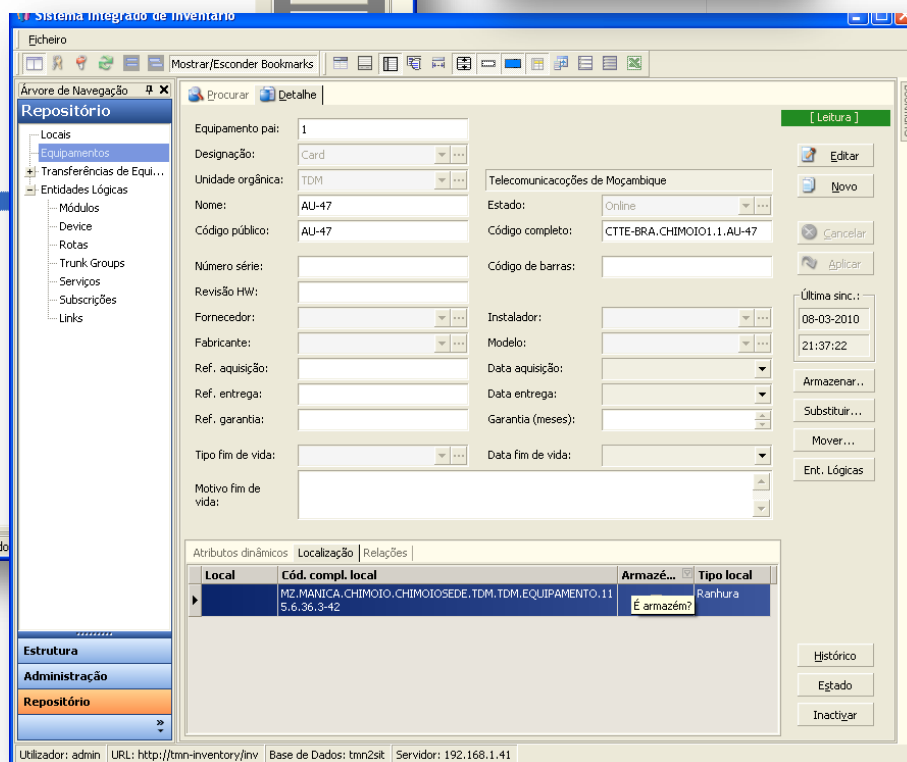 Sistema Integrado de Inventário
Ficheiro
Mostrar/Esconder Bookmarks
Árvore de Navegação
Repositório
Locais
Equipamentos
Transferências de Equi...
Entidades Lógicas
Módulos
Device
Rotas
Trunk Groups
Serviços
Subscrições
Links
Estrutura
Administração
Repositório
Procurar Detalhe
[ Leitura ]
Equipamento pai: 1
Designação: Card
Unidade orgânica: TDM Telecomunicacoções de Moçambique
Nome: AU-47 Estado: Online
Código público: AU-47 Código completo: CTTE-BRA.CHIMOIO1.1.AU-47
Número série: Código de barras:
Revisão HW:
Fornecedor: Instalador:
Fabricante: Modelo:
Ref. aquisição: Data aquisição:
Ref. entrega: Data entrega:
Ref. garantia: Garantia (meses):
Tipo fim de vida: Data fim de vida:
Motivo fim de
vida:
Editar
Novo
Cancelar
Aplicar
Última sinc.:
08-03-2010
21:37:22
Armazenar..
Substituir...
Mover...
Ent. Lógicas
Atributos dinâmicos Localização Relações
Local Cód. compl. local Armazé... Tipo local
MZ.MANICA.CHIMOIO.CHIMOIOSEDE.TDM.TDM.EQUIPAMENTO.11 Ranhura
5.6.36.3-42
É armazém?
Histórico
Estado
Inactivar
Utilizador: admin URL: http://tmn-inventory/inv Base de Dados: tmn2sit Servidor: 192.168.1.41